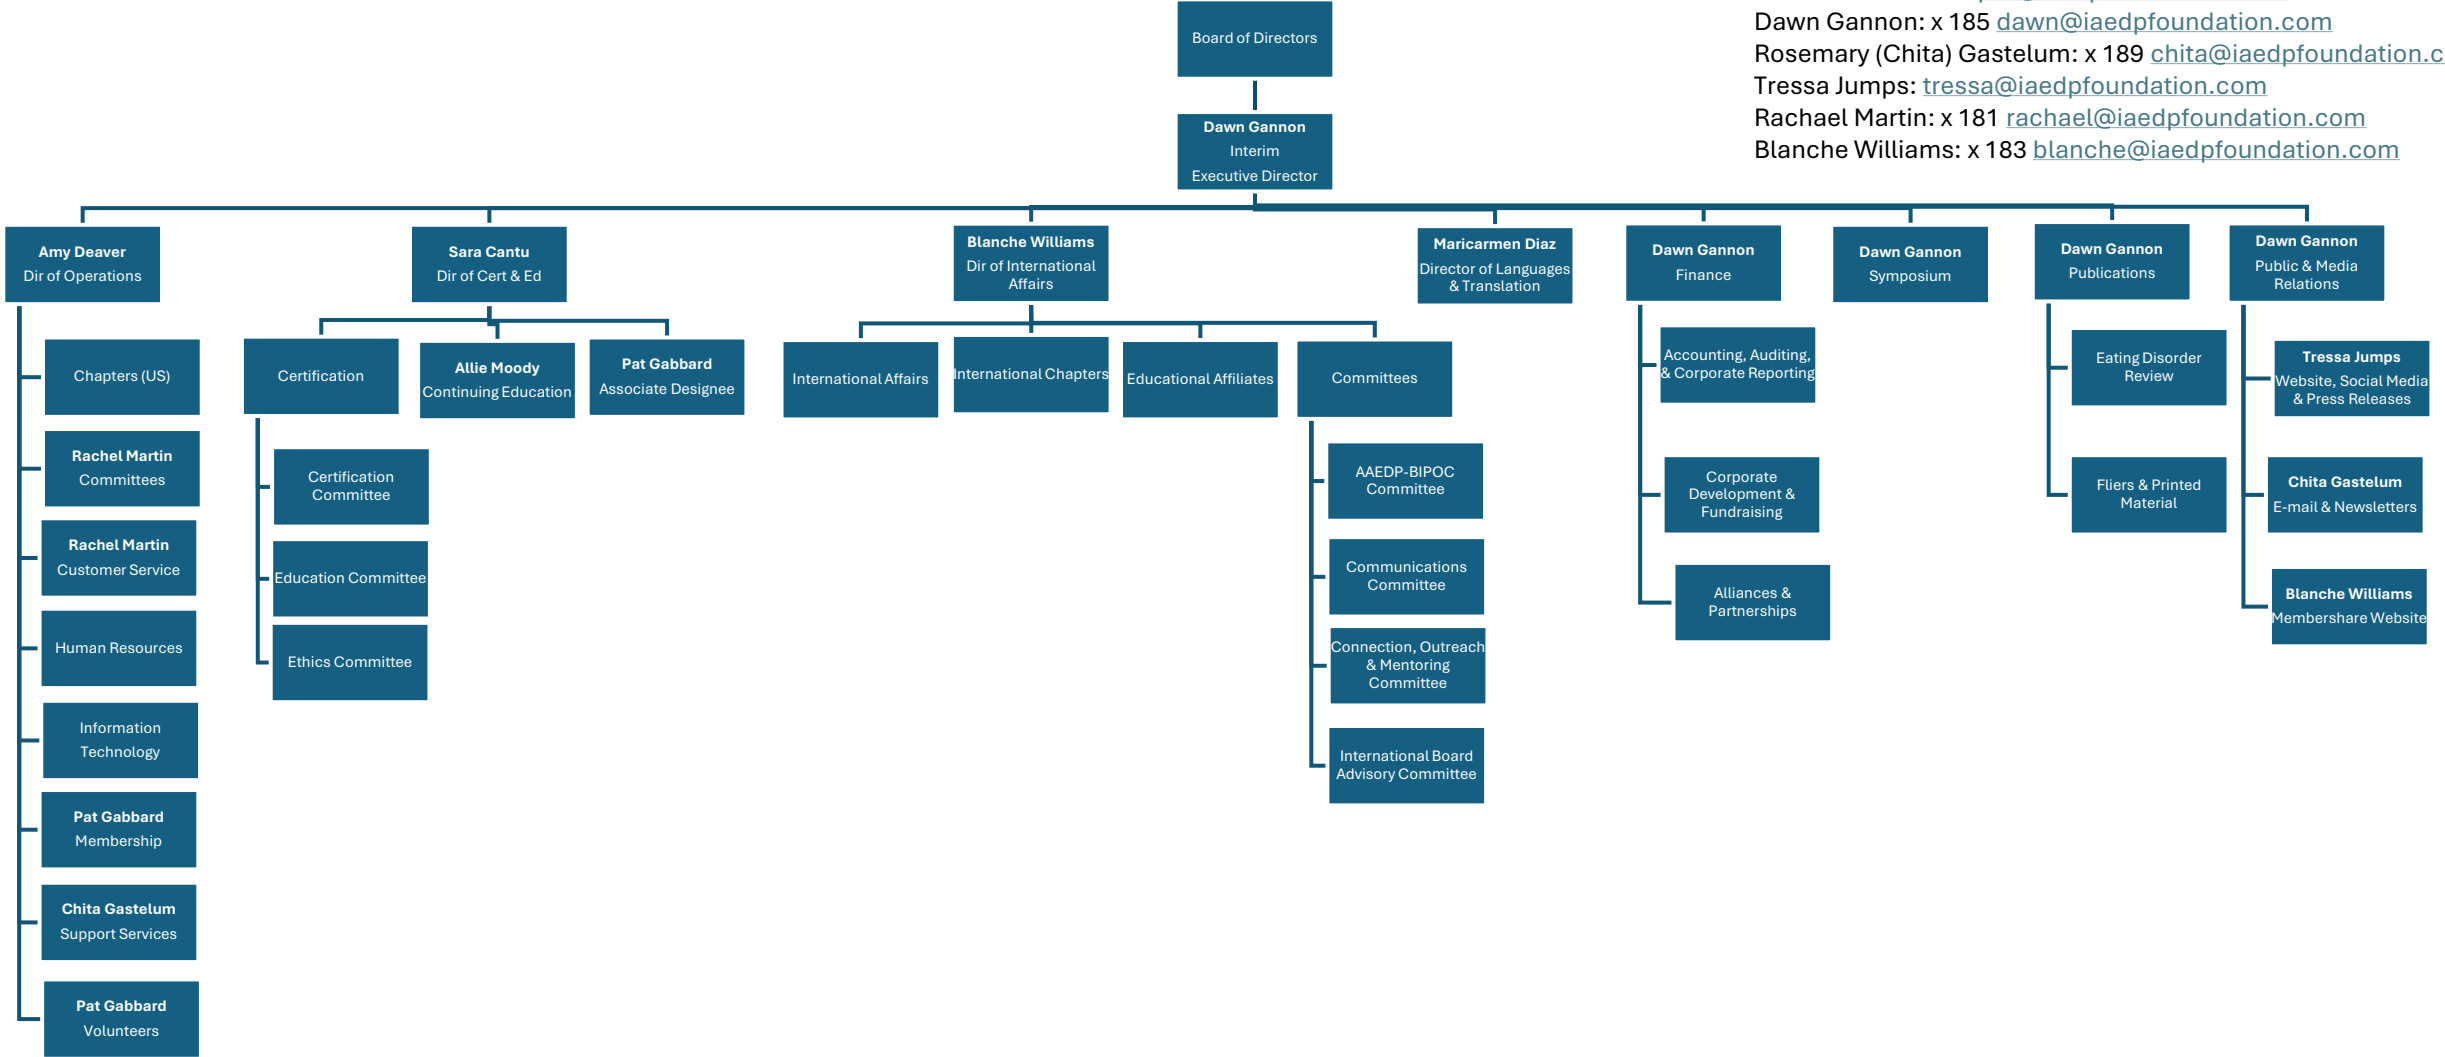 Dawn Gannon: x 185 dawn@iaedpfoundation.com
Rosemary (Chita) Gastelum: x 189 chita@iaedpfoundation.c
Tressa Jumps: tressa@iaedpfoundation.com
Rachael Martin: x 181 rachael@iaedpfoundation.com
Blanche Williams: x 183 blanche@iaedpfoundation.com
Board of Directors
Dawn Gannon
Interim
Executive Director
Amy Deaver
Dir of Operations
Chapters (US)
Rachel Martin
Committees
Rachel Martin
Customer Service
Human Resources
Information
Technology
Pat Gabbard
Membership
Chita Gastelum
Support Services
Pat Gabbard
Volunteers
Sara Cantu
Dir of Cert & Ed
Certification
Certification
Committee
Education Committee
Ethics Committee
Allie Moody
Continuing Education
Pat Gabbard
Associate Designee
Blanche Williams
Dir of International
Affairs
International Affairs
International Chapters
Educational Affiliates
Committees
AAEDP-BIPOC
Committee
Communications
Committee
Connection, Outreach
& Mentoring
Committee
International Board
Advisory Committee
Maricarmen Diaz
Director of Languages
& Translation
Dawn Gannon
Finance
Accounting, Auditing,
& Corporate Reporting
Corporate
Development &
Fundraising
Alliances &
Partnerships
Dawn Gannon
Symposium
Dawn Gannon
Publications
Eating Disorder
Review
Fliers & Printed
Material
Dawn Gannon
Public & Media
Relations
Tressa Jumps
Website, Social Media
& Press Releases
Chita Gastelum
E-mail & Newsletters
Blanche Williams
Membershare Website